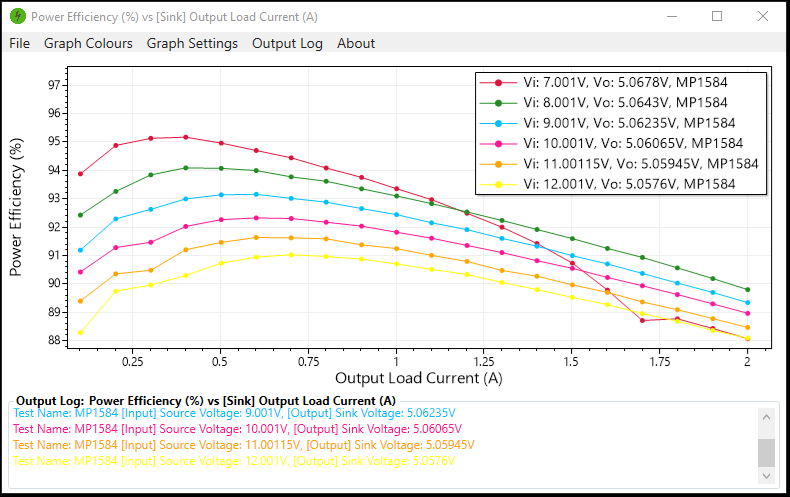 Power Efficiency (%) vs [Sink] Output Load Current (A)
File Graph Colours Graph Settings Output Log About
Vi: 7.001V, Vo: 5.0678V, MP1584
Vi: 8.001V, Vo: 5.0643V, MP1584
Vi: 9.001V, Vo: 5.06235V, MP1584
Vi: 10.001V, Vo: 5.06065V, MP1584
Vi: 11.00115V, Vo: 5.05945V, MP1584
Vi: 12.001V, Vo: 5.0576V, MP1584
Power Efficiency (%)
97
96
95
94
93
92
91
90
89
88
0.25 0.5 0.75 1 1.25 1.5 1.75 2
Output Load Current (A)
Output Log: Power Efficiency (%) vs [Sink] Output Load Current (A)
Test Name: MP1584 [Input] Source Voltage: 9.001V, [Output] Sink Voltage: 5.06235V
Test Name: MP1584 [Input] Source Voltage: 10.001V, [Output] Sink Voltage: 5.06065V
Test Name: MP1584 [Input] Source Voltage: 11.00115V, [Output] Sink Voltage: 5.05945V
Test Name: MP1584 [Input] Source Voltage: 12.001V, [Output] Sink Voltage: 5.0576V